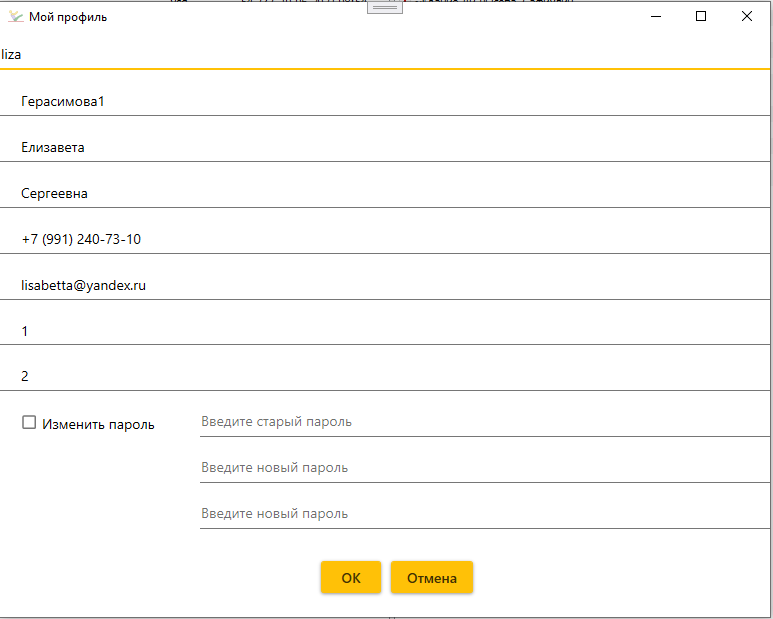 Мой профиль
liza
Герасимова1
Елизавета
Сергеевна
+7 (991) 240-73-10
lisabetta@yandex.ru
1
2
Изменить пароль Введите старый пароль
Введите новый пароль
Введите новый пароль
ОК Отмена